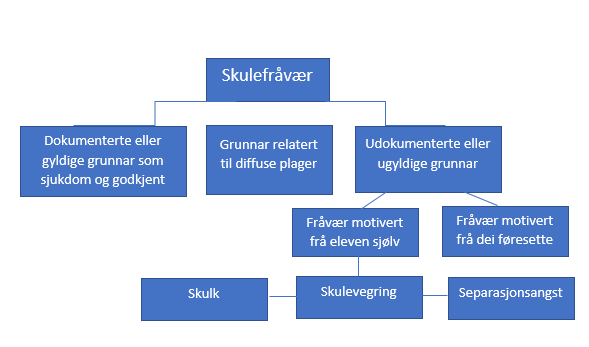 Skulefråvær
Dokumenterte eller
gyldige grunnar som
sjukdom og godkjent
Grunnar relatert
til diffuse plager
Udokumenterte eller
ugyldige grunnar
Fråvær motivert
frå eleven sjølv
Fråvær motivert
frå dei føresette
Skulk
Skulevegring
Separasjonsangst